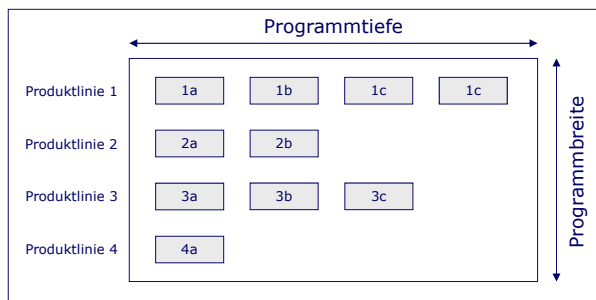 Programmtiefe
Produktlinie 1 1a 1b 1c 1c
Produktlinie 2 2a 2b
Produktlinie 3 3a 3b 3c
Produktlinie 4 4a
Programmbreite